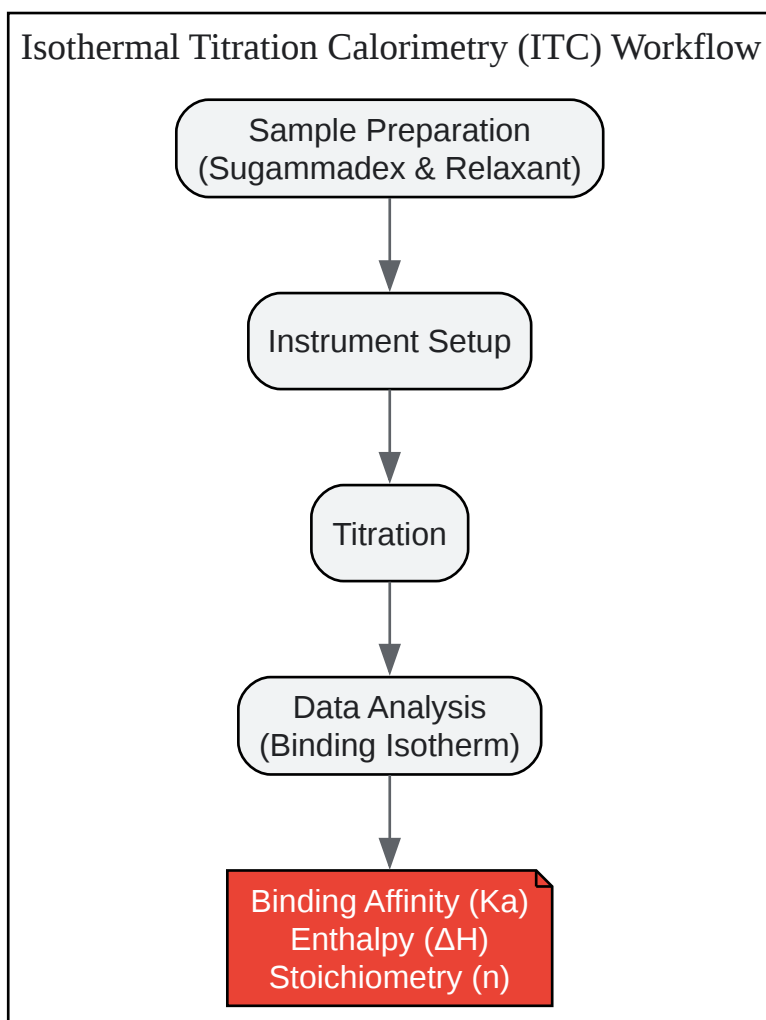 Isothermal Titration Calorimetry (ITC) Workflow
Sample Preparation
(Sugammadex & Relaxant)
Instrument Setup
Titration
Data Analysis
(Binding Isotherm)
Binding Affinity (Ka)
Enthalpy (ΔH)
Stoichiometry (n)